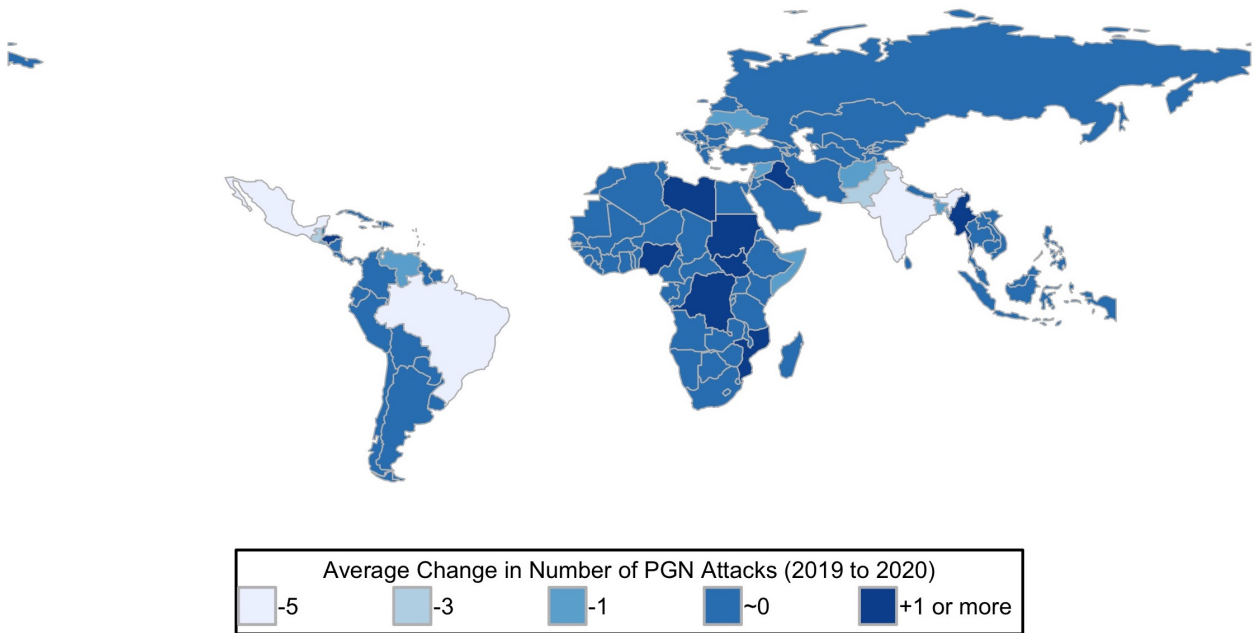 Average Change in Number of PGN Attacks (2019 to 2020)
-5 -3 -1 ~0 +1 or more